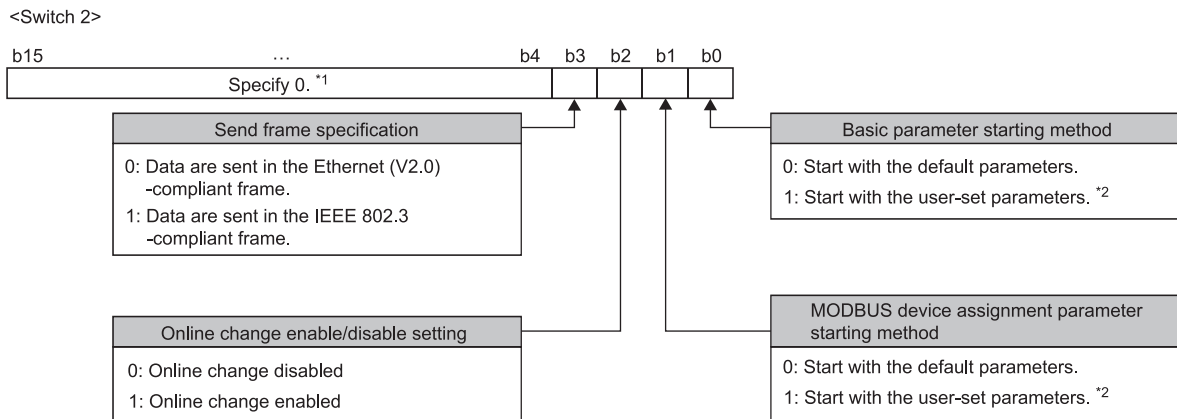 <Switch 2>
b15 … b4 b3 b2 b1 b0
Specify 0. *1
Send frame specification
0: Data are sent in the Ethernet (V2.0)
-compliant frame.
1: Data are sent in the IEEE 802.3
-compliant frame.
Basic parameter starting method
0: Start with the default parameters.
1: Start with the user-set parameters. *2
Online change enable/disable setting
0: Online change disabled
1: Online change enabled
MODBUS device assignment parameter
starting method
0: Start with the default parameters.
1: Start with the user-set parameters. *2